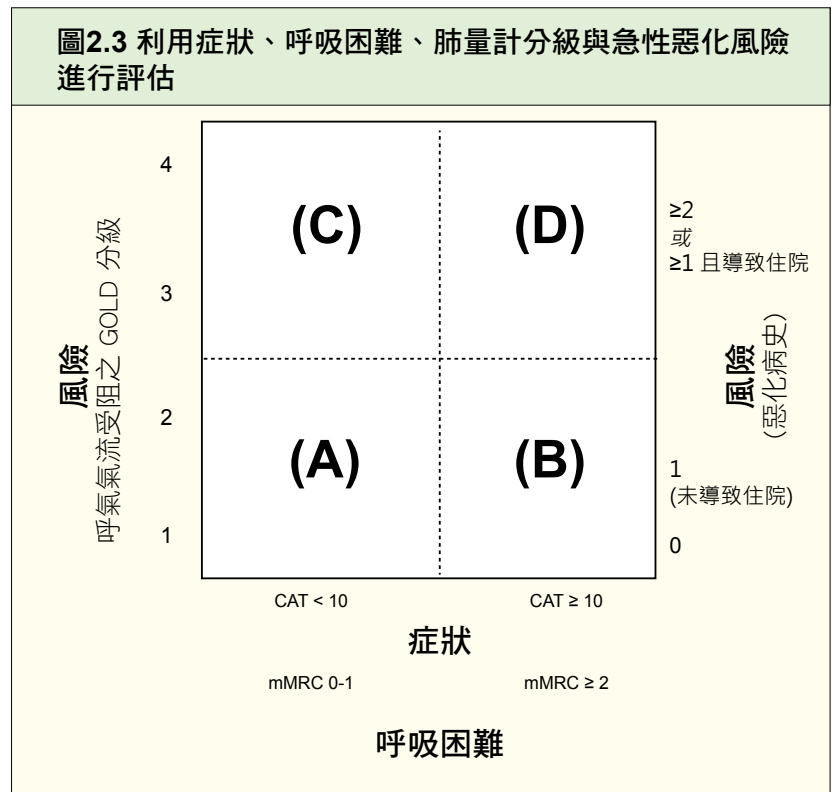 圖2.3 利用症狀、呼吸困難、肺量計分級與急性惡化風險
進行評估
風險
呼氣氣流受阻之 GOLD 分級
4
3
2
1
(C)
(D)
(A)
(B)
≥2
或
≥1 且導致住院
1
(未導致住院)
0
風險
(惡化病史)
CAT < 10
CAT ≥ 10
症狀
mMRC 0-1
mMRC ≥ 2
呼吸困難